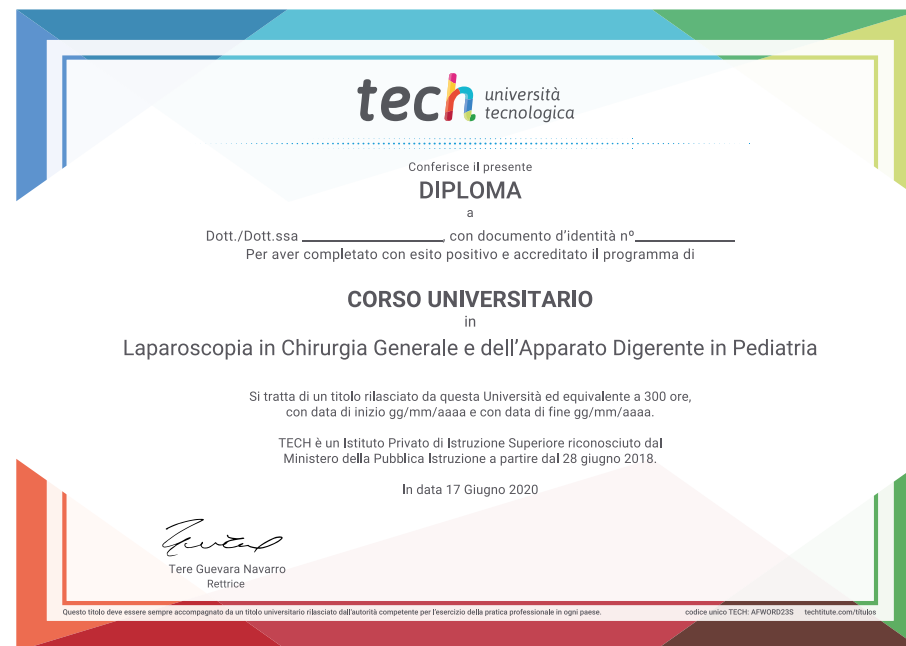 tech università
tecnologica
Conferisce il presente
DIPLOMA
a
Dott./Dott.ssa ____________, con documento d'identità nº____________
Per aver completato con esito positivo e accreditato il programma di
CORSO UNIVERSITARIO
in
Laparoscopia in Chirurgia Generale e dell'Apparato Digerente in Pediatria
Si tratta di un titolo rilasciato da questa Università ed equivalente a 300 ore,
con data di inizio gg/mm/aaaa e con data di fine gg/mm/aaaa.
TECH è un Istituto Privato di Istruzione Superiore riconosciuto dal
Ministero della Pubblica Istruzione a partire dal 28 giugno 2018.
In data 17 Giugno 2020
Tere Guevara Navarro
Rettrice
Questo titolo deve essere sempre accompagnato da un titolo universitario rilasciato dall'autorità competente per l'esercizio della pratica professionale in ogni paese. codice unico TECH: AFWORD23S techtitute.com/titulos